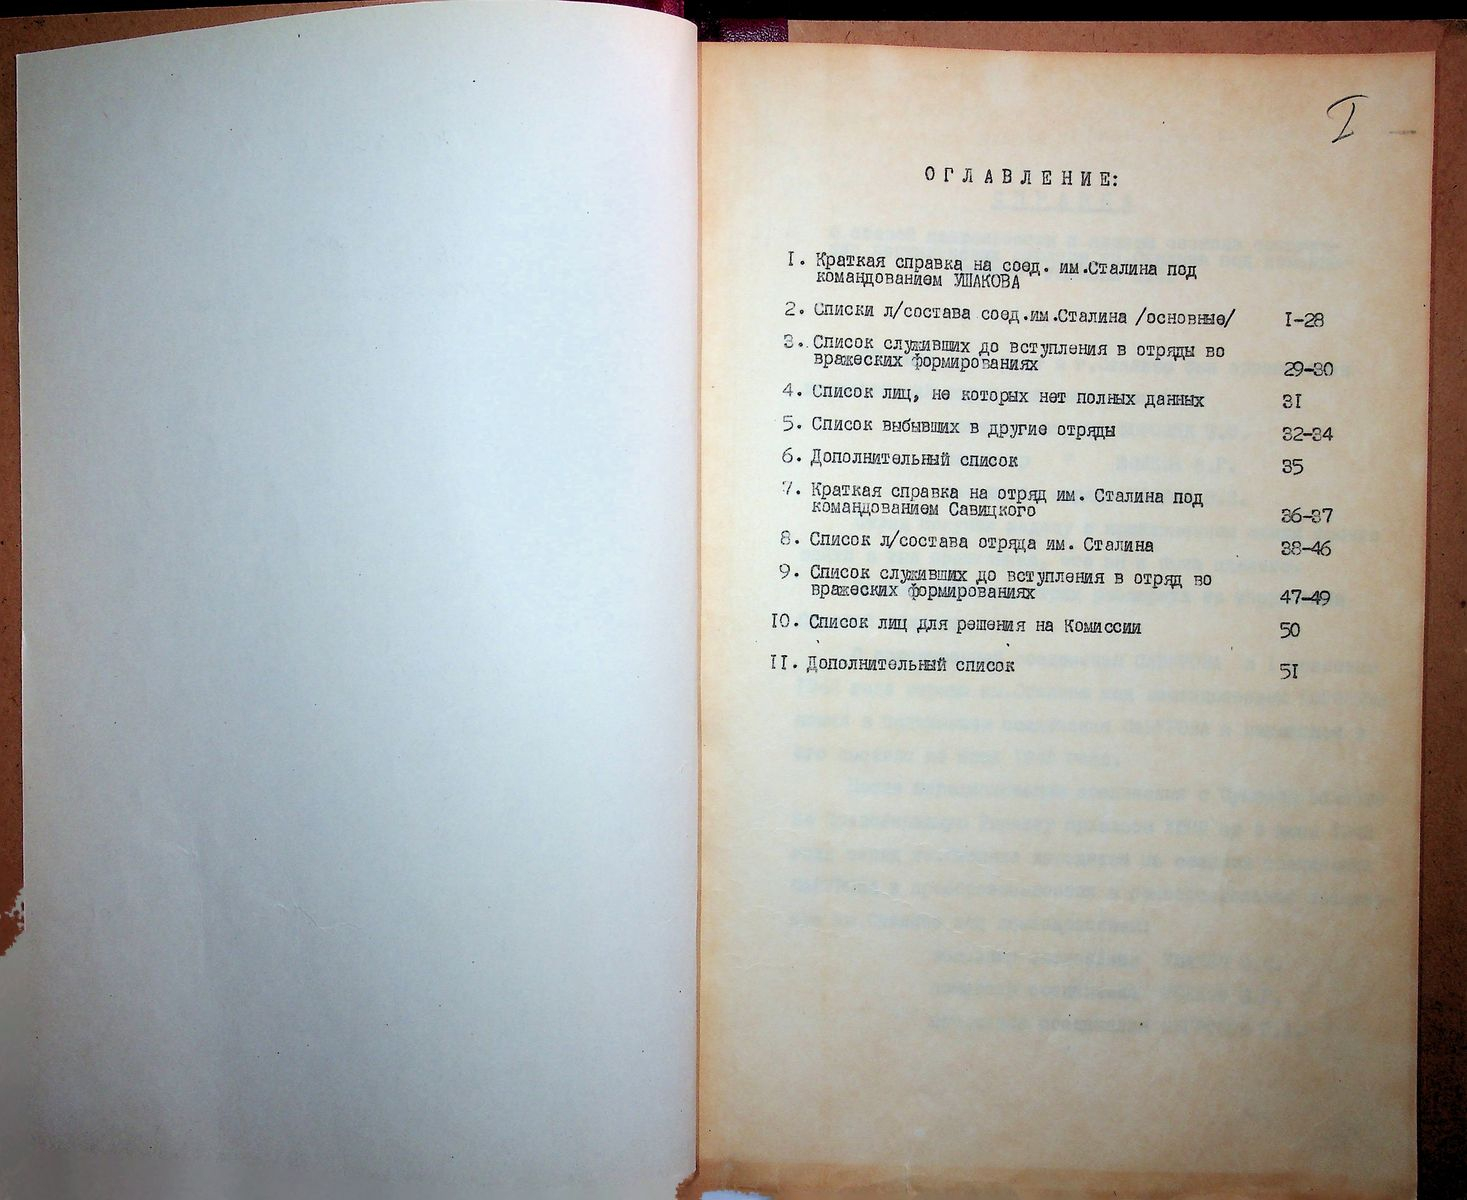 I
ОГЛАВЛЕНИЕ:
I. Краткая справка на соед. им.Сталина под
командованием УШАКОВА
2. Списки л/состава соед.им.Сталина /основные/ I-28
3. Список служивших до вступления в отряды во
вражеских формированиях 29-30
4. Список лиц, не которых нет полных данных 3I
5. Список выбывших в другие отряды 32-34
6. Дополнительный список 35
7. Краткая справка на отряд им. Сталина под
командованием Савицкого 36-37
8. Список л/состава отряда им. Сталина 38-46
9. Список служивших до вступления в отряд во
вражеских формированиях 47-49
IO. Список лиц для решения на Комиссии 50
II. Дополнительный список 5I